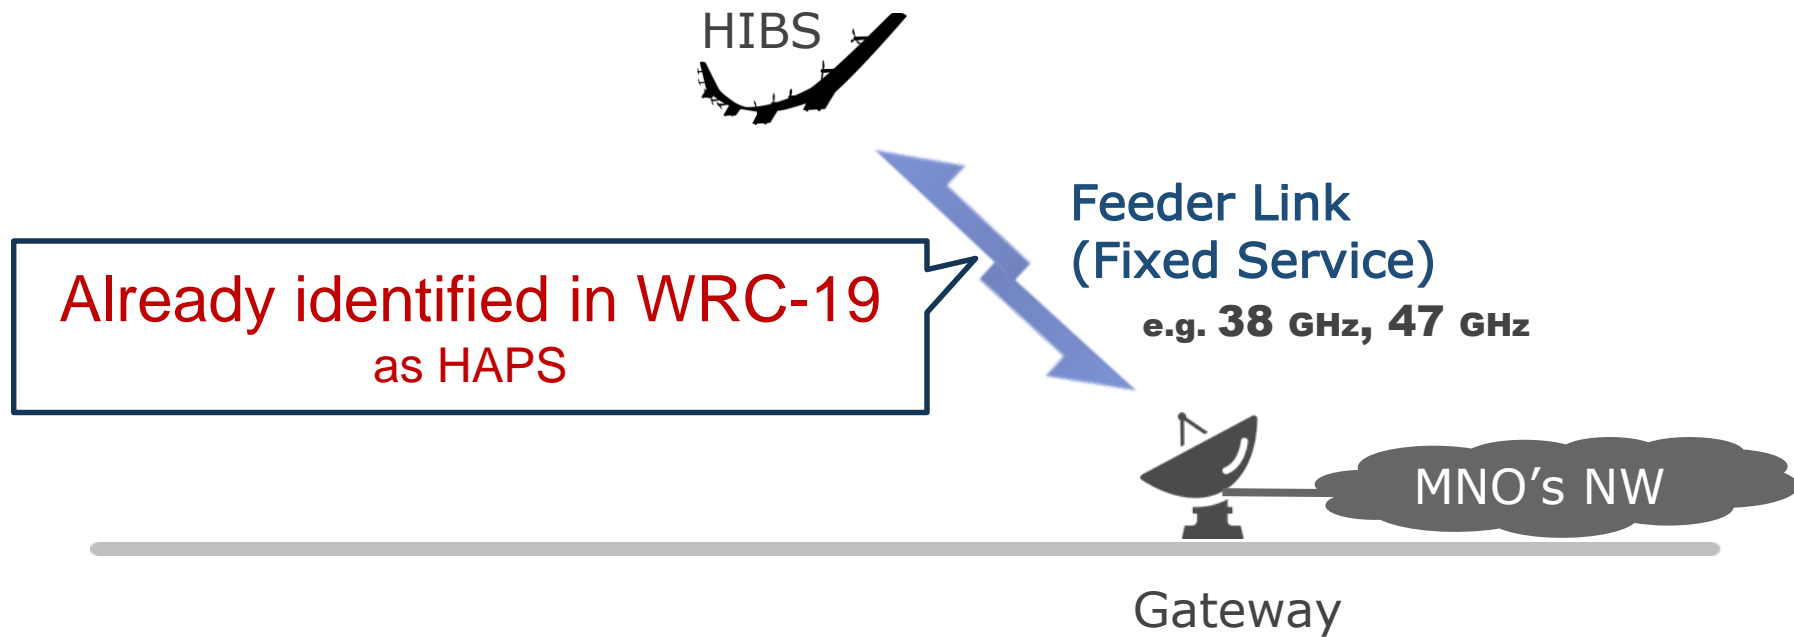 HIBS
Feeder Link
(Fixed Service)
e.g. 38 GHz, 47 GHz
Already identified in WRC-19
as HAPS
MNO’s NW
Gateway